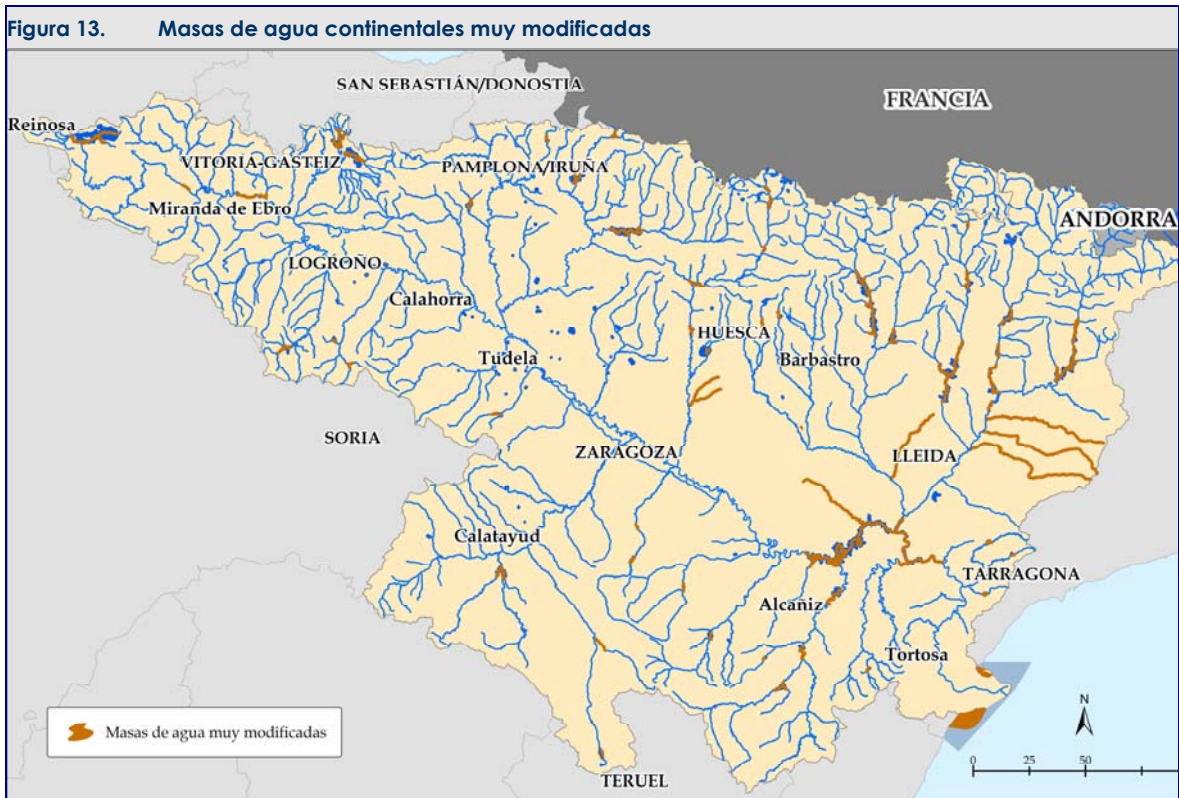 Figura 13. Masas de agua continentales muy modificadas
SAN SEBASTIÁN/DONOSTIA
FRANCIA
Reinosa
VITORIA-GASTEIZ
PAMPLONA/IRUÑA
Miranda de Ebro
ANDORRA
LOGROÑO
Calahorra
HUESCA
Tudela
Barbastro
SORIA
ZARAGOZA
LLEIDA
Calatayud
TARRAGONA
Alcañiz
Tortosa
N
Masas de agua muy modificadas
0 25 50
TERUEL